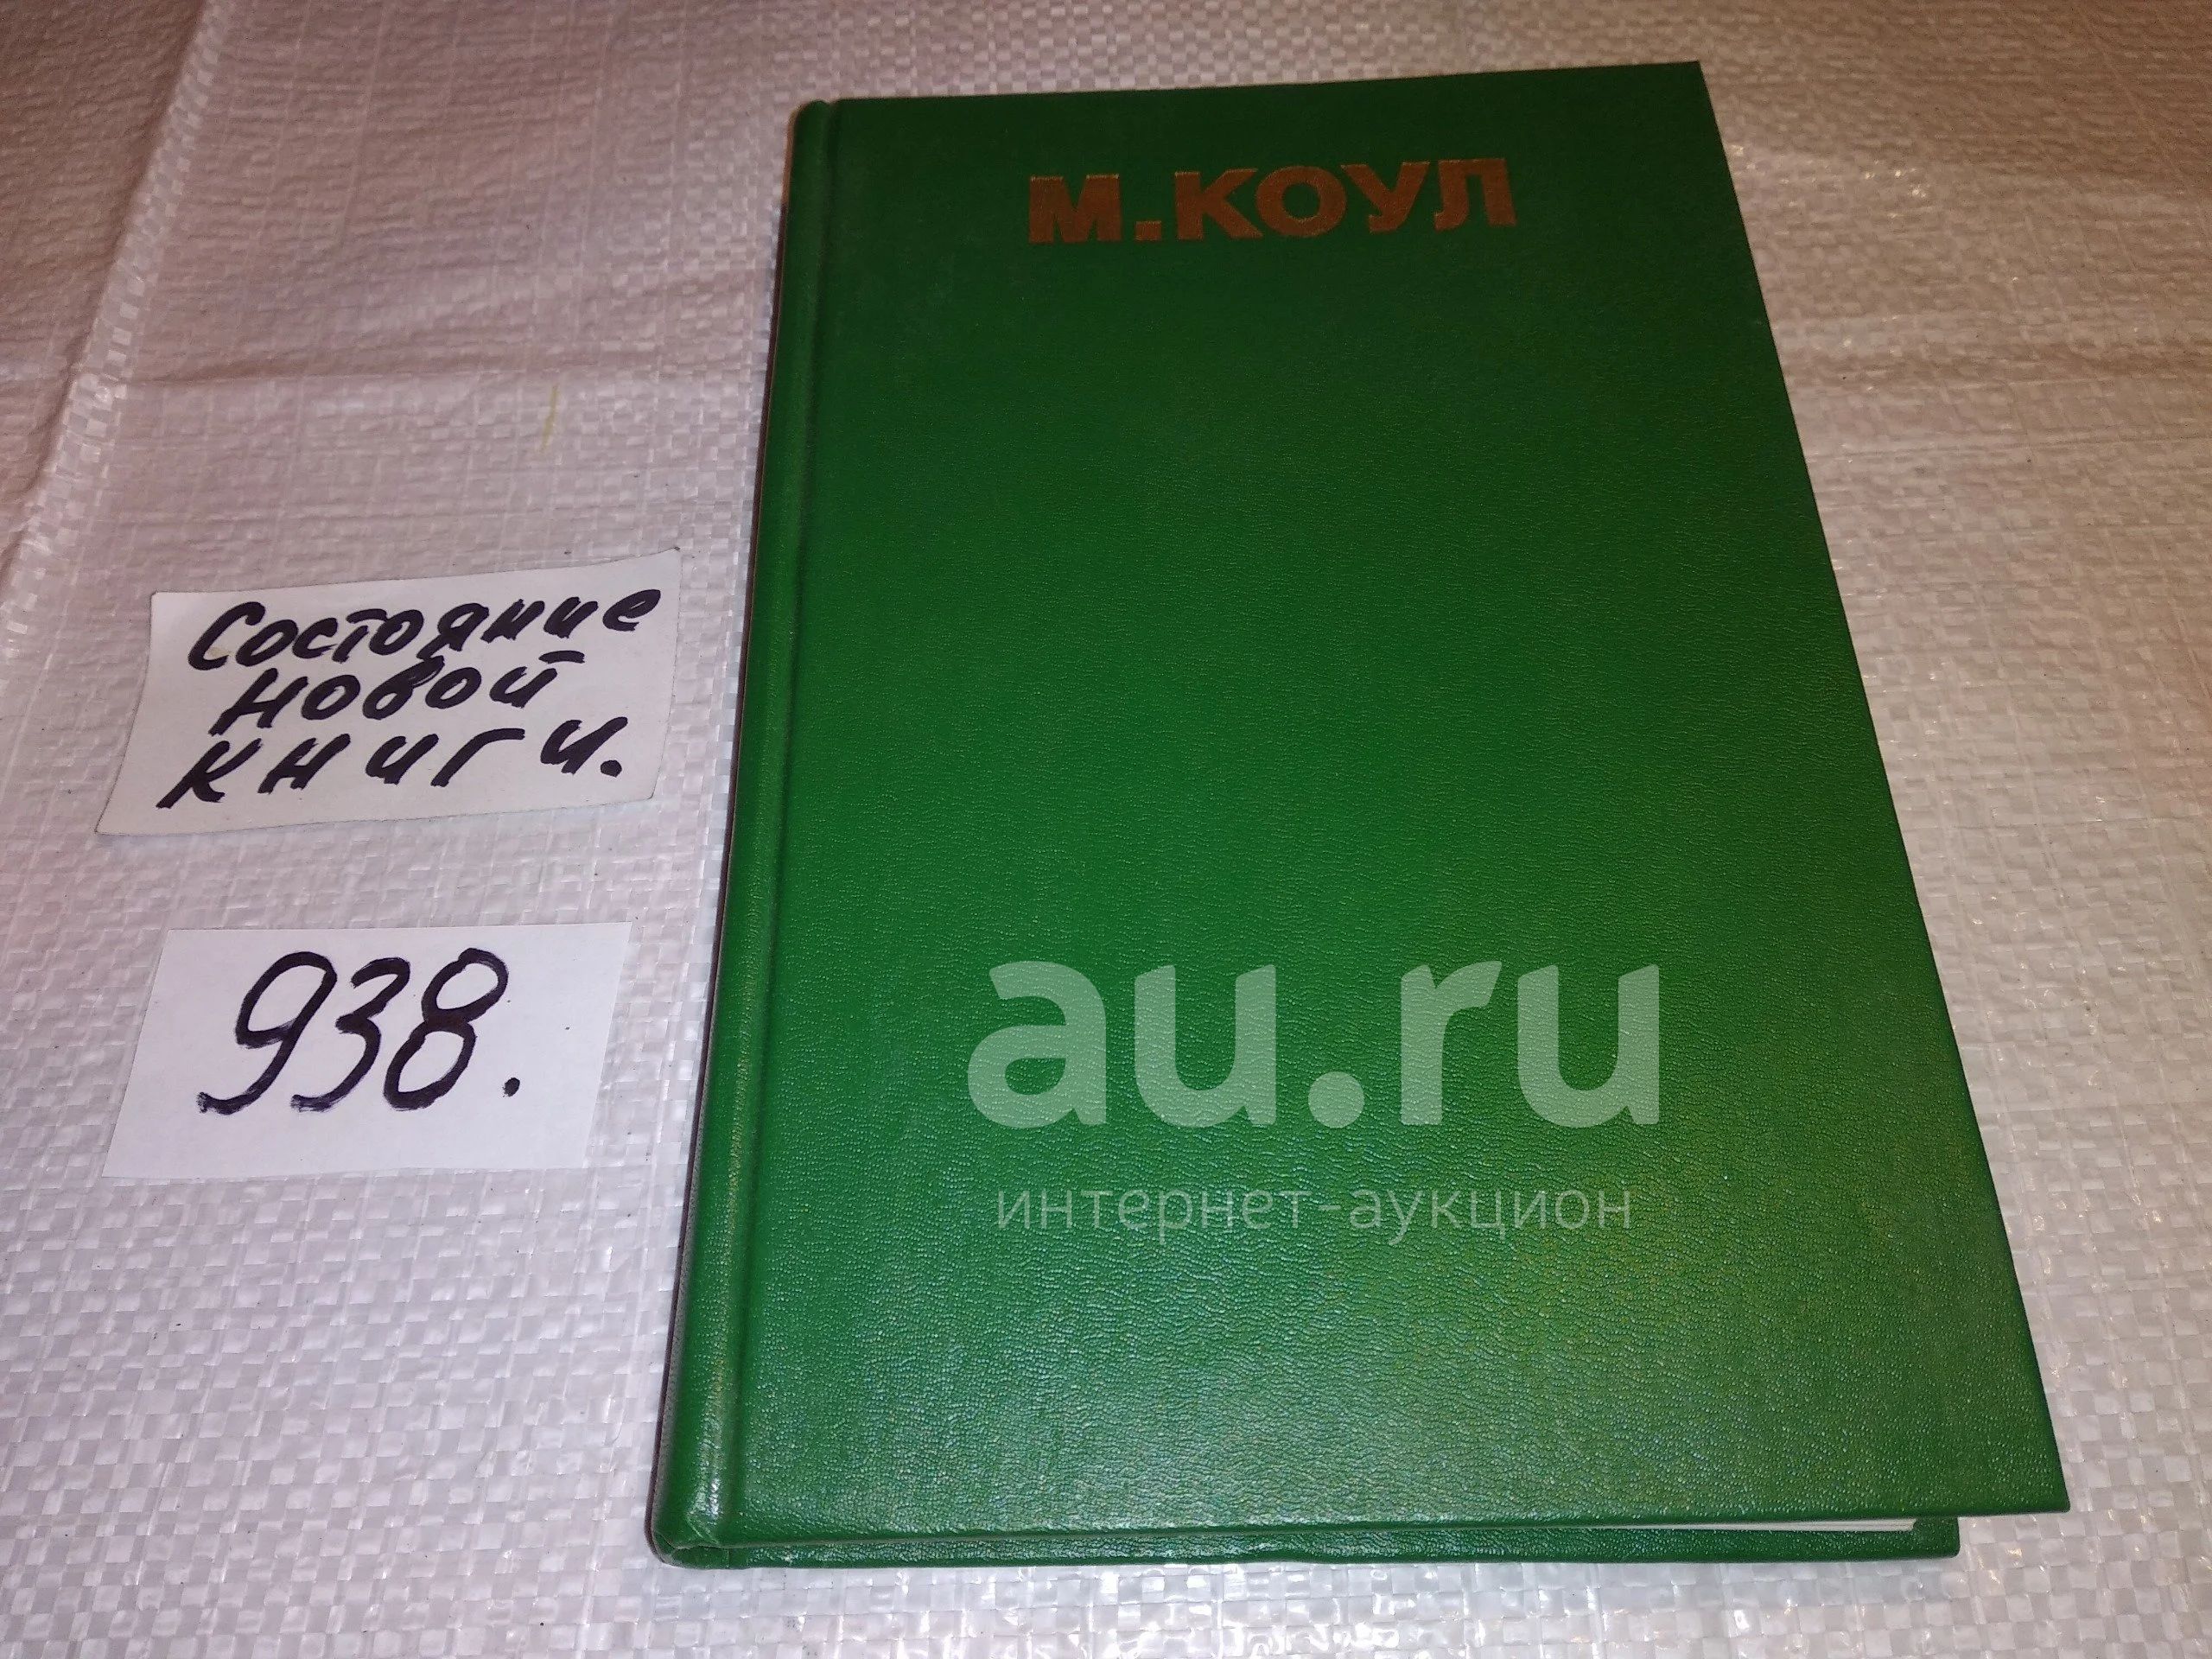 М.КОУЛ
Состояние
новой
книги.
938.
au.ru
интернет-аукцион